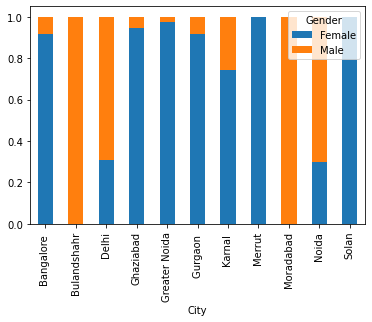 Gender
Female
Male
1.0
0.8
0.6
0.4
0.2
0.0
Bangalore
Bulandshahr
Delhi
Ghaziabad
Greater Noida
Gurgaon
Karnal
Merrut
Moradabad
Noida
Solan
City